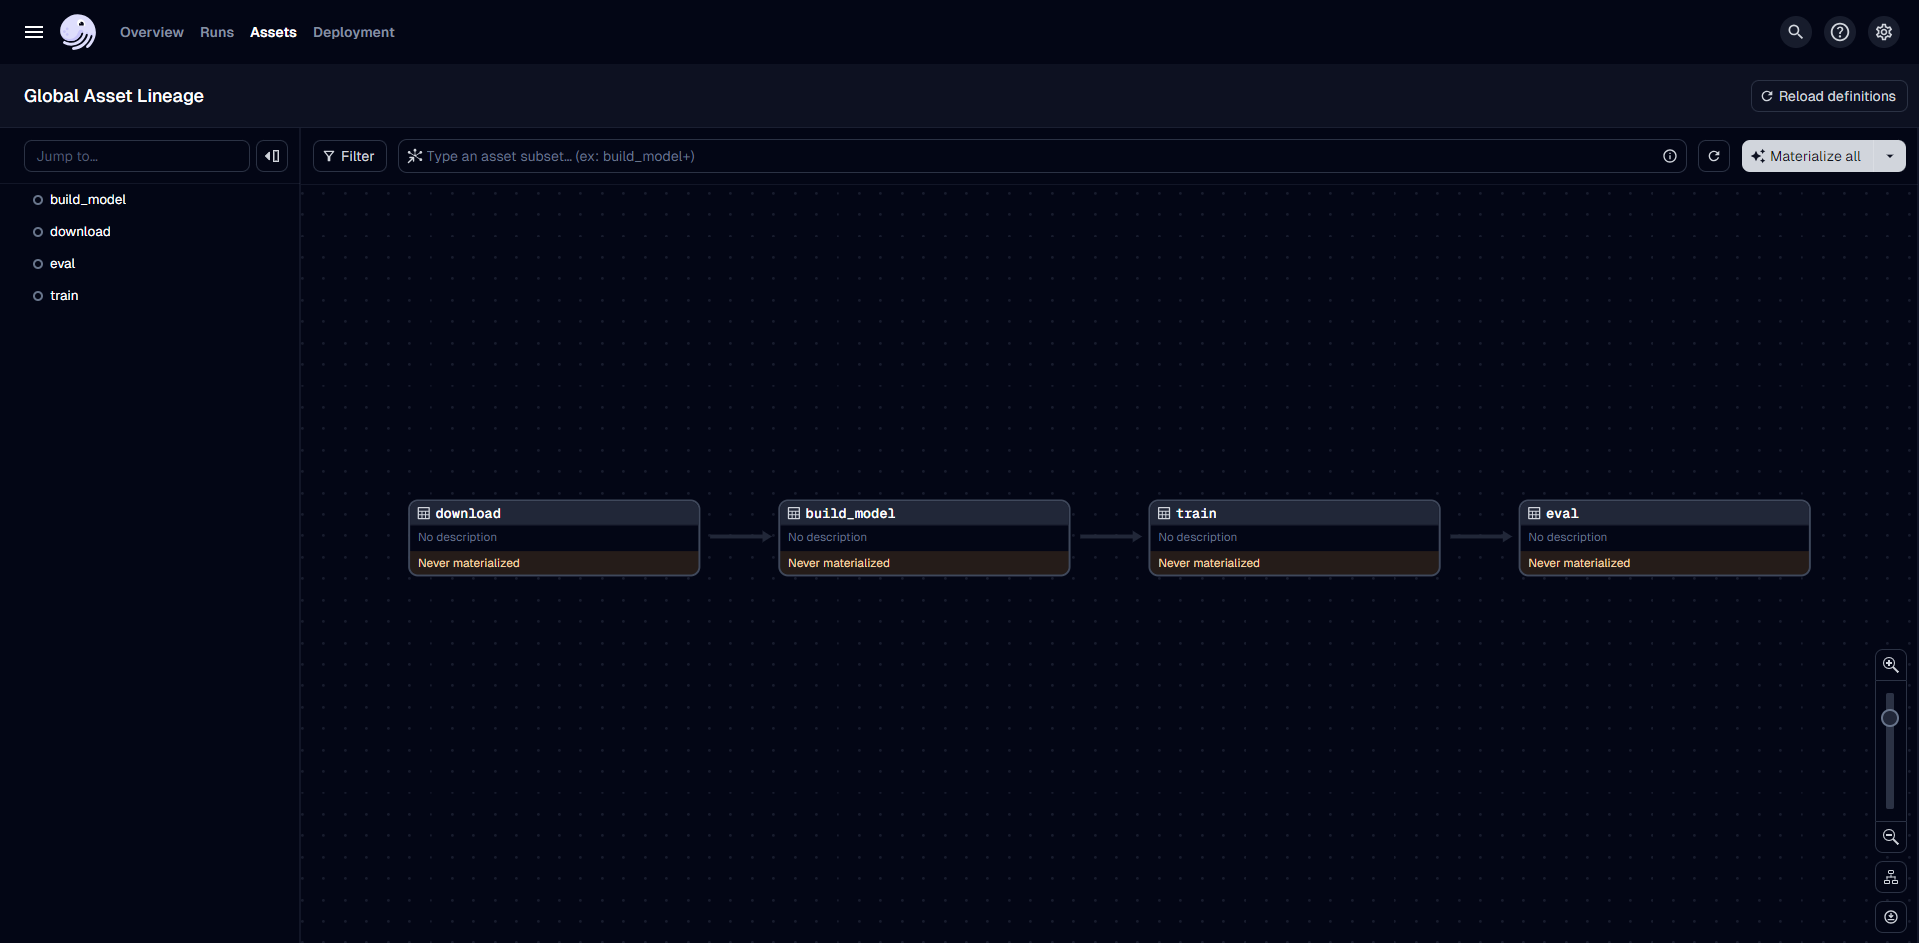 Overview Runs Assets Deployment
Global Asset Lineage
Reload definitions
Jump to…
Filter
Type an asset subset… (ex: build_model+)
Materialize all
build_model
download
eval
train
download
No description
Never materialized
build_model
No description
Never materialized
train
No description
Never materialized
eval
No description
Never materialized